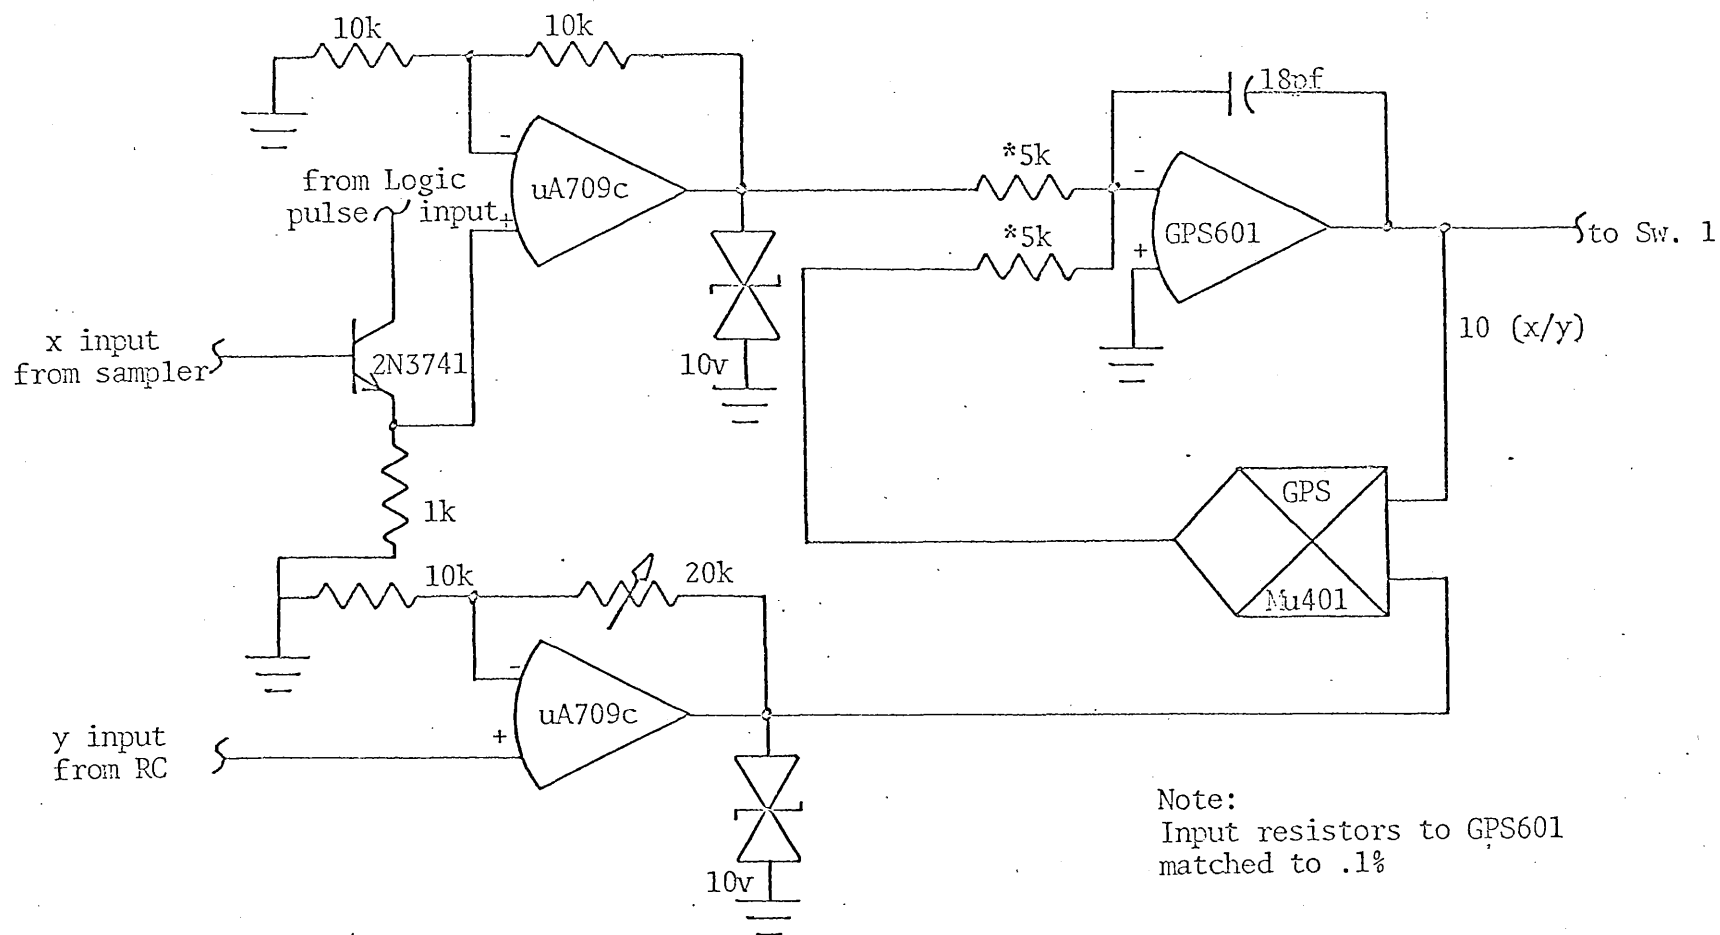 10k
10k
-
uA709c
+
from Logic
pulse input
x input
from sampler
2N3741
1k
10v
*5k
*5k
18pf
-
GPS601
+
to Sw. 1
10 (x/y)
GPS
Mu401
10k
20k
-
uA709c
+
y input
from RC
10v
Note:
Input resistors to GPS601
matched to .1%